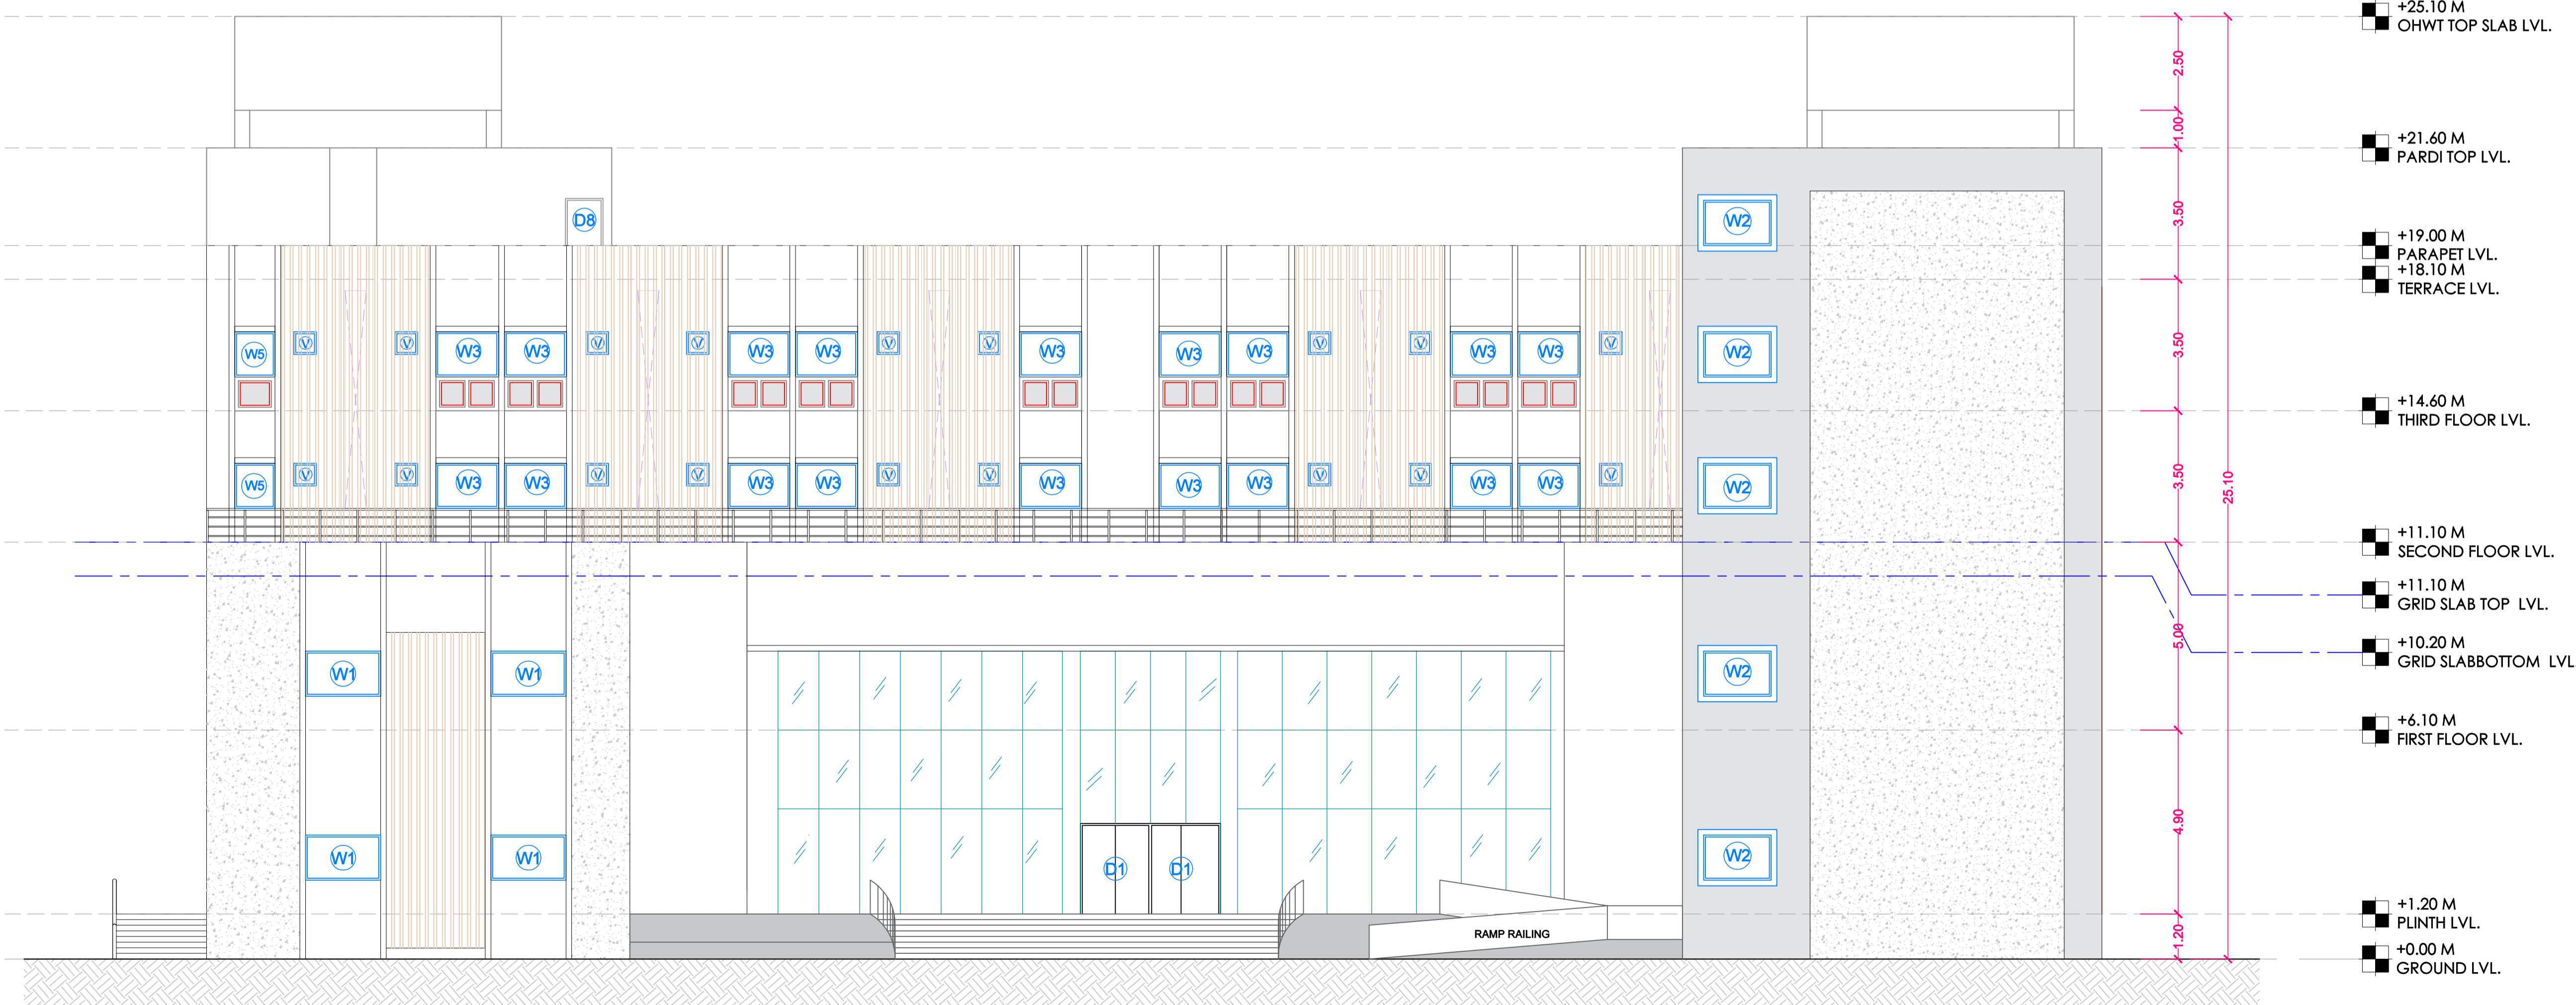 +25.10 M
OHWT TOP SLAB LVL.
2.50
1.00
+21.60 M
PARDI TOP LVL.
D8
W2
3.50
+19.00 M
PARAPET LVL.
+18.10 M
TERRACE LVL.
W5 V V W3 W3 V V W3 W3 V V W3 W3 W3 V V W3 W3 V W2
3.50
+14.60 M
THIRD FLOOR LVL.
W5 V V W3 W3 V V W3 W3 V V W3 W3 W3 V V W3 W3 V W2
3.50
25.10
+11.10 M
SECOND FLOOR LVL.
+11.10 M
GRID SLAB TOP LVL.
5.00
+10.20 M
GRID SLABBOTTOM LVL
W1 W1 W2
+6.10 M
FIRST FLOOR LVL.
4.90
W1 W1 D1 D1 W2
+1.20 M
PLINTH LVL.
RAMP RAILING
1.20
+0.00 M
GROUND LVL.